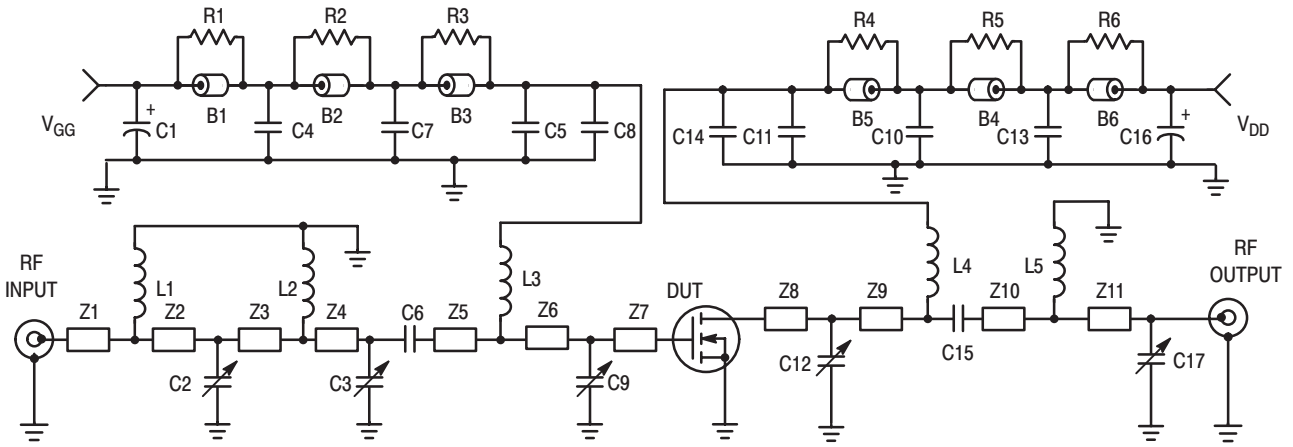 R1 R2 R3 R4 R5 R6
B1 B2 B3 B5 B4 B6
VGG + C1 C4 C7 C5 C8 C14 C11 C10 C13 C16 + VDD
RF INPUT
L1 L2 L3 L4 L5
RF OUTPUT
Z1 Z2 Z3 Z4 C6 Z5 Z6 Z7 DUT Z8 Z9 Z10 Z11
C2 C3 C9 C12 C15 C17